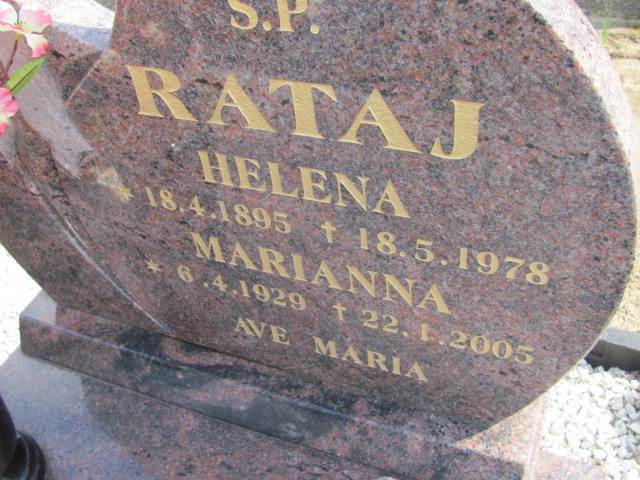 S.P.
RATAJ
HELENA
* 18.4.1895 † 18.5.1978
MARIANNA
* 6.4.1929 † 22.1.2005
AVE MARIA